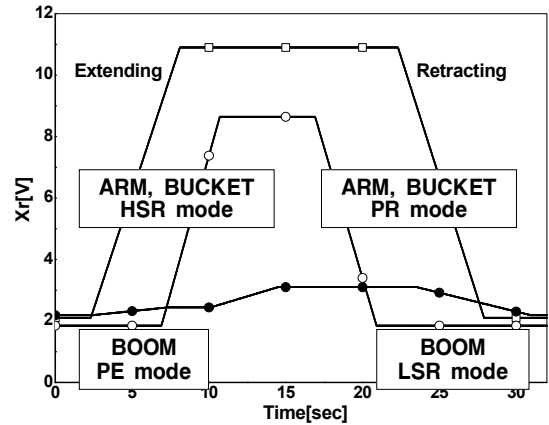 12
10
8
6
4
2
0
Xr[V]
Extending
Retracting
ARM, BUCKET
HSR mode
ARM, BUCKET
PR mode
BOOM
PE mode
BOOM
LSR mode
0 5 10 15 20 25 30
Time[sec]